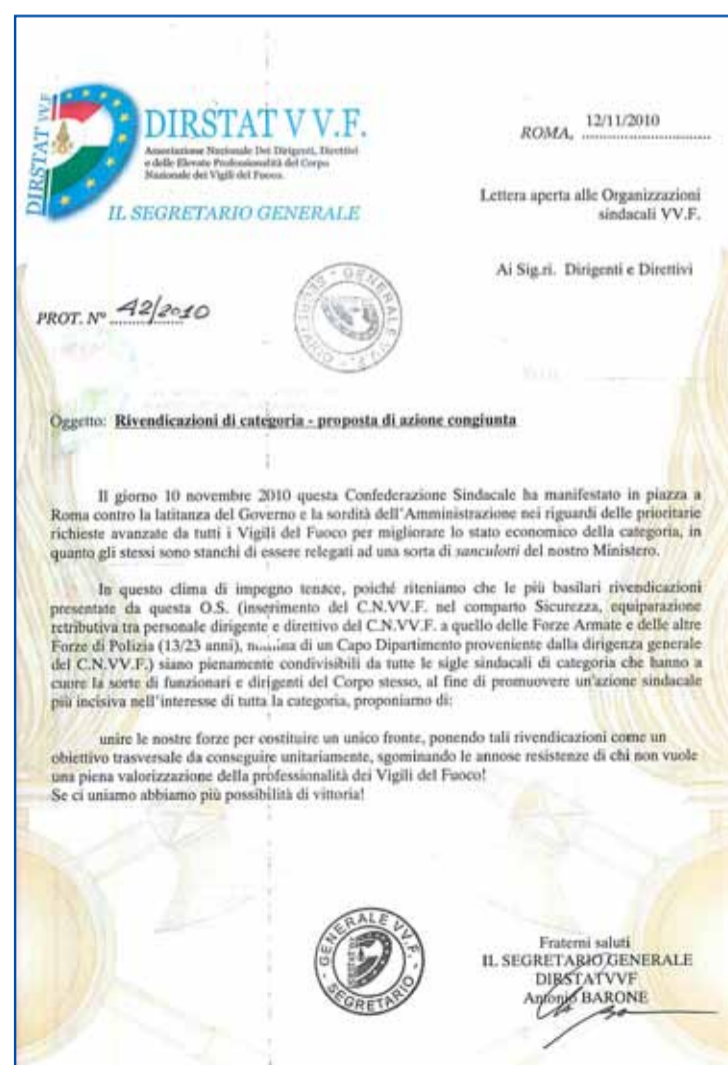 DIRSTAT VV.F
DIRSTAT V V.F.
Associazione Nazionale Dei Dirigenti, Direttivi
e delle Elevate Professionalità del Corpo
Nazionale dei Vigili del Fuoco.
IL SEGRETARIO GENERALE
ROMA, 12/11/2010
Lettera aperta alle Organizzazioni
sindacali VV.F.
Ai Sig.ri. Dirigenti e Direttivi
PROT. N° 42/2010
GENERALE VV.F. SEGRETARIO
Oggetto: Rivendicazioni di categoria - proposta di azione congiunta
Il giorno 10 novembre 2010 questa Confederazione Sindacale ha manifestato in piazza a
Roma contro la latitanza del Governo e la sordità dell'Amministrazione nei riguardi delle prioritarie
richieste avanzate da tutti i Vigili del Fuoco per migliorare lo stato economico della categoria, in
quanto gli stessi sono stanchi di essere relegati ad una sorta di sanculotti del nostro Ministero.
In questo clima di impegno tenace, poiché riteniamo che le più basilari rivendicazioni
presentate da questa O.S. (inserimento del C.N.VV.F. nel comparto Sicurezza, equiparazione
retributiva tra personale dirigente e direttivo del C.N.VV.F. a quello delle Forze Armate e delle altre
Forze di Polizia (13/23 anni), nomina di un Capo Dipartimento proveniente dalla dirigenza generale
del C.N.VV.F.) siano pienamente condivisibili da tutte le sigle sindacali di categoria che hanno a
cuore la sorte di funzionari e dirigenti del Corpo stesso, al fine di promuovere un'azione sindacale
più incisiva nell'interesse di tutta la categoria, proponiamo di:
unire le nostre forze per costituire un unico fronte, ponendo tali rivendicazioni come un
obiettivo trasversale da conseguire unitariamente, sgominando le annose resistenze di chi non vuole
una piena valorizzazione della professionalità dei Vigili del Fuoco!
Se ci uniamo abbiamo più possibilità di vittoria!
GENERALE VV.F. - SEGRETARIO -
Fraterni saluti
IL SEGRETARIO GENERALE
DIRSTATVVF
Antonio BARONE